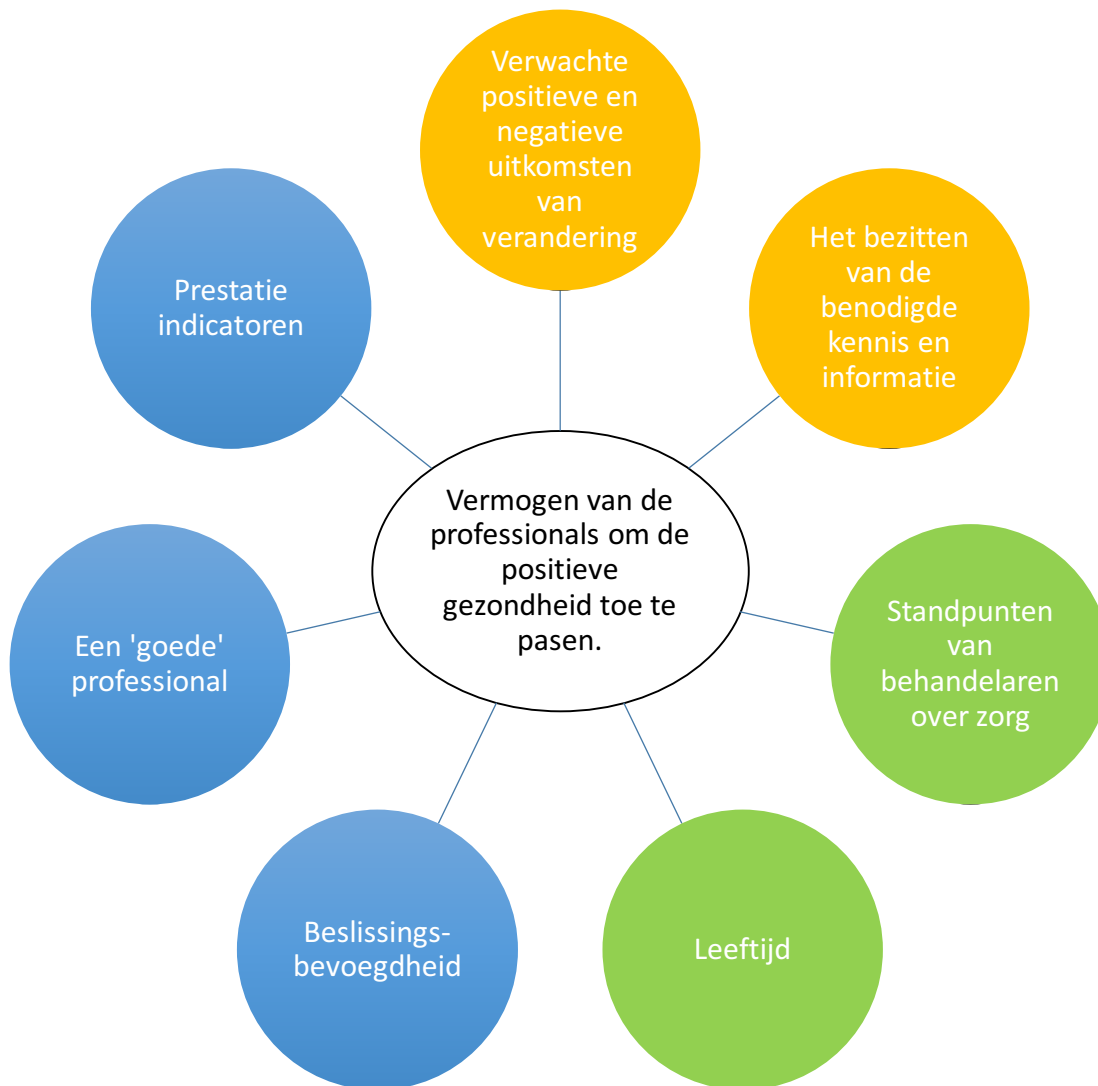 Verwachte
positieve en
negatieve
uitkomsten
van
verandering
Het bezitten
van de
benodigde
kennis en
informatie
Standpunten
van
behandelaren
over zorg
Leeftijd
Beslissings-
bevoegdheid
Een 'goede'
professional
Prestatie
indicatoren
Vermogen van de
professionals om de
positieve
gezondheid toe te
pasen.